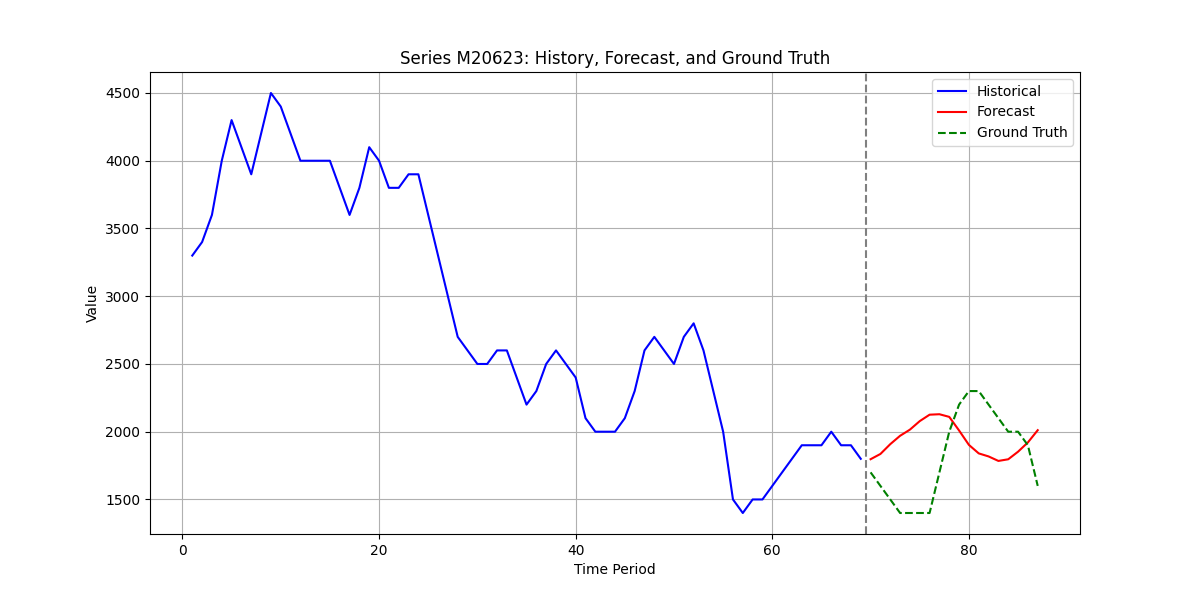 Series M20623: History, Forecast, and Ground Truth
Historical
Forecast
Ground Truth
4500
4000
3500
3000
2500
2000
1500
Value
0 20 40 60 80
Time Period